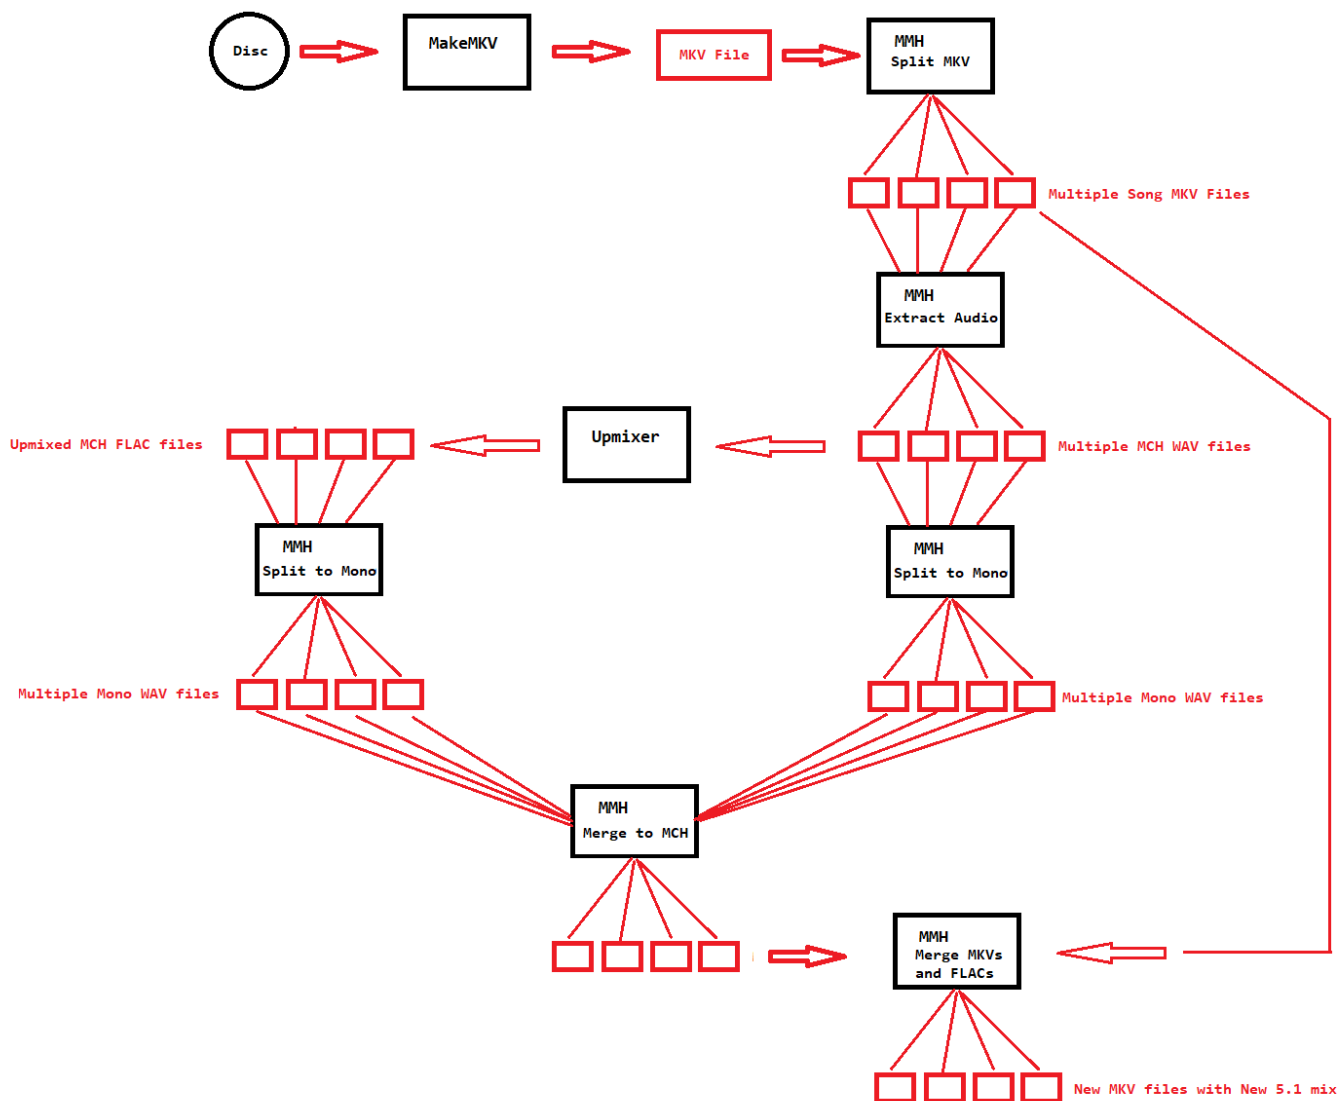 Disc
MakeMKV
MKV File
MMH
Split MKV
Multiple Song MKV Files
MMH
Extract Audio
Upmixed MCH FLAC files
Upmixer
Multiple MCH WAV files
MMH
Split to Mono
MMH
Split to Mono
Multiple Mono WAV files
Multiple Mono WAV files
MMH
Merge to MCH
MMH
Merge MKVs
and FLACs
New MKV files with New 5.1 mix